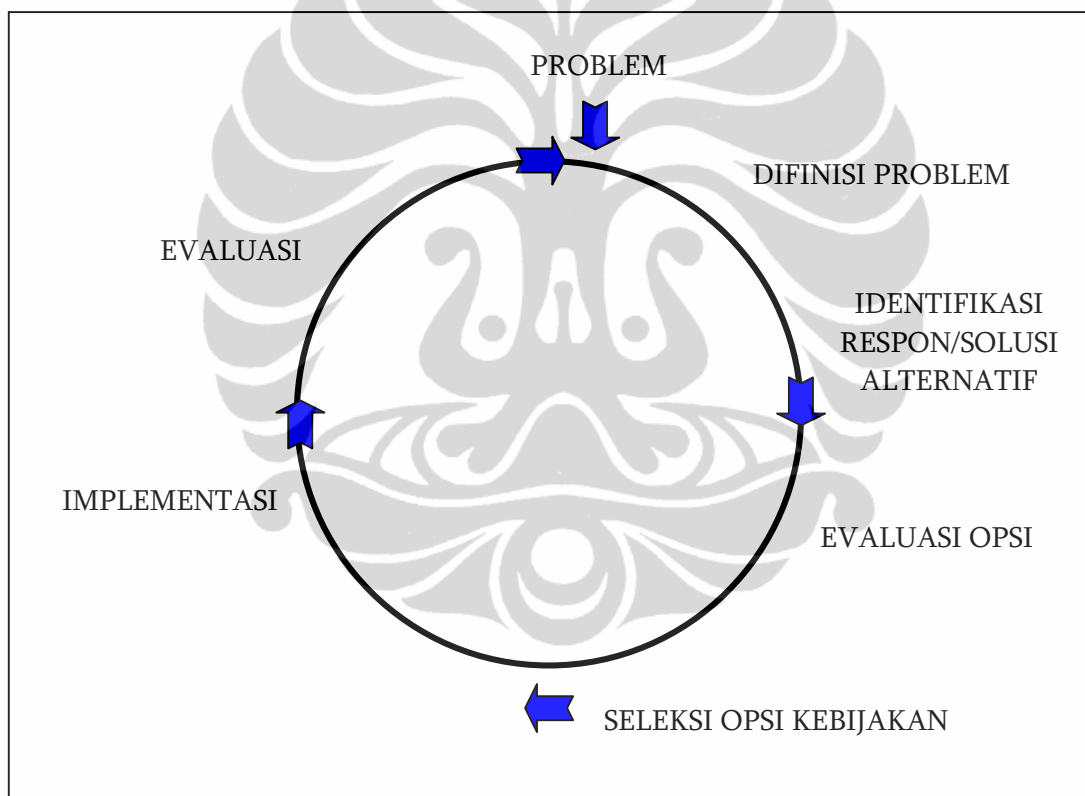 PROBLEM
DIFINISI PROBLEM
IDENTIFIKASI
RESPON/SOLUSI
ALTERNATIF
EVALUASI OPSI
SELEKSI OPSI KEBIJAKAN
IMPLEMENTASI
EVALUASI